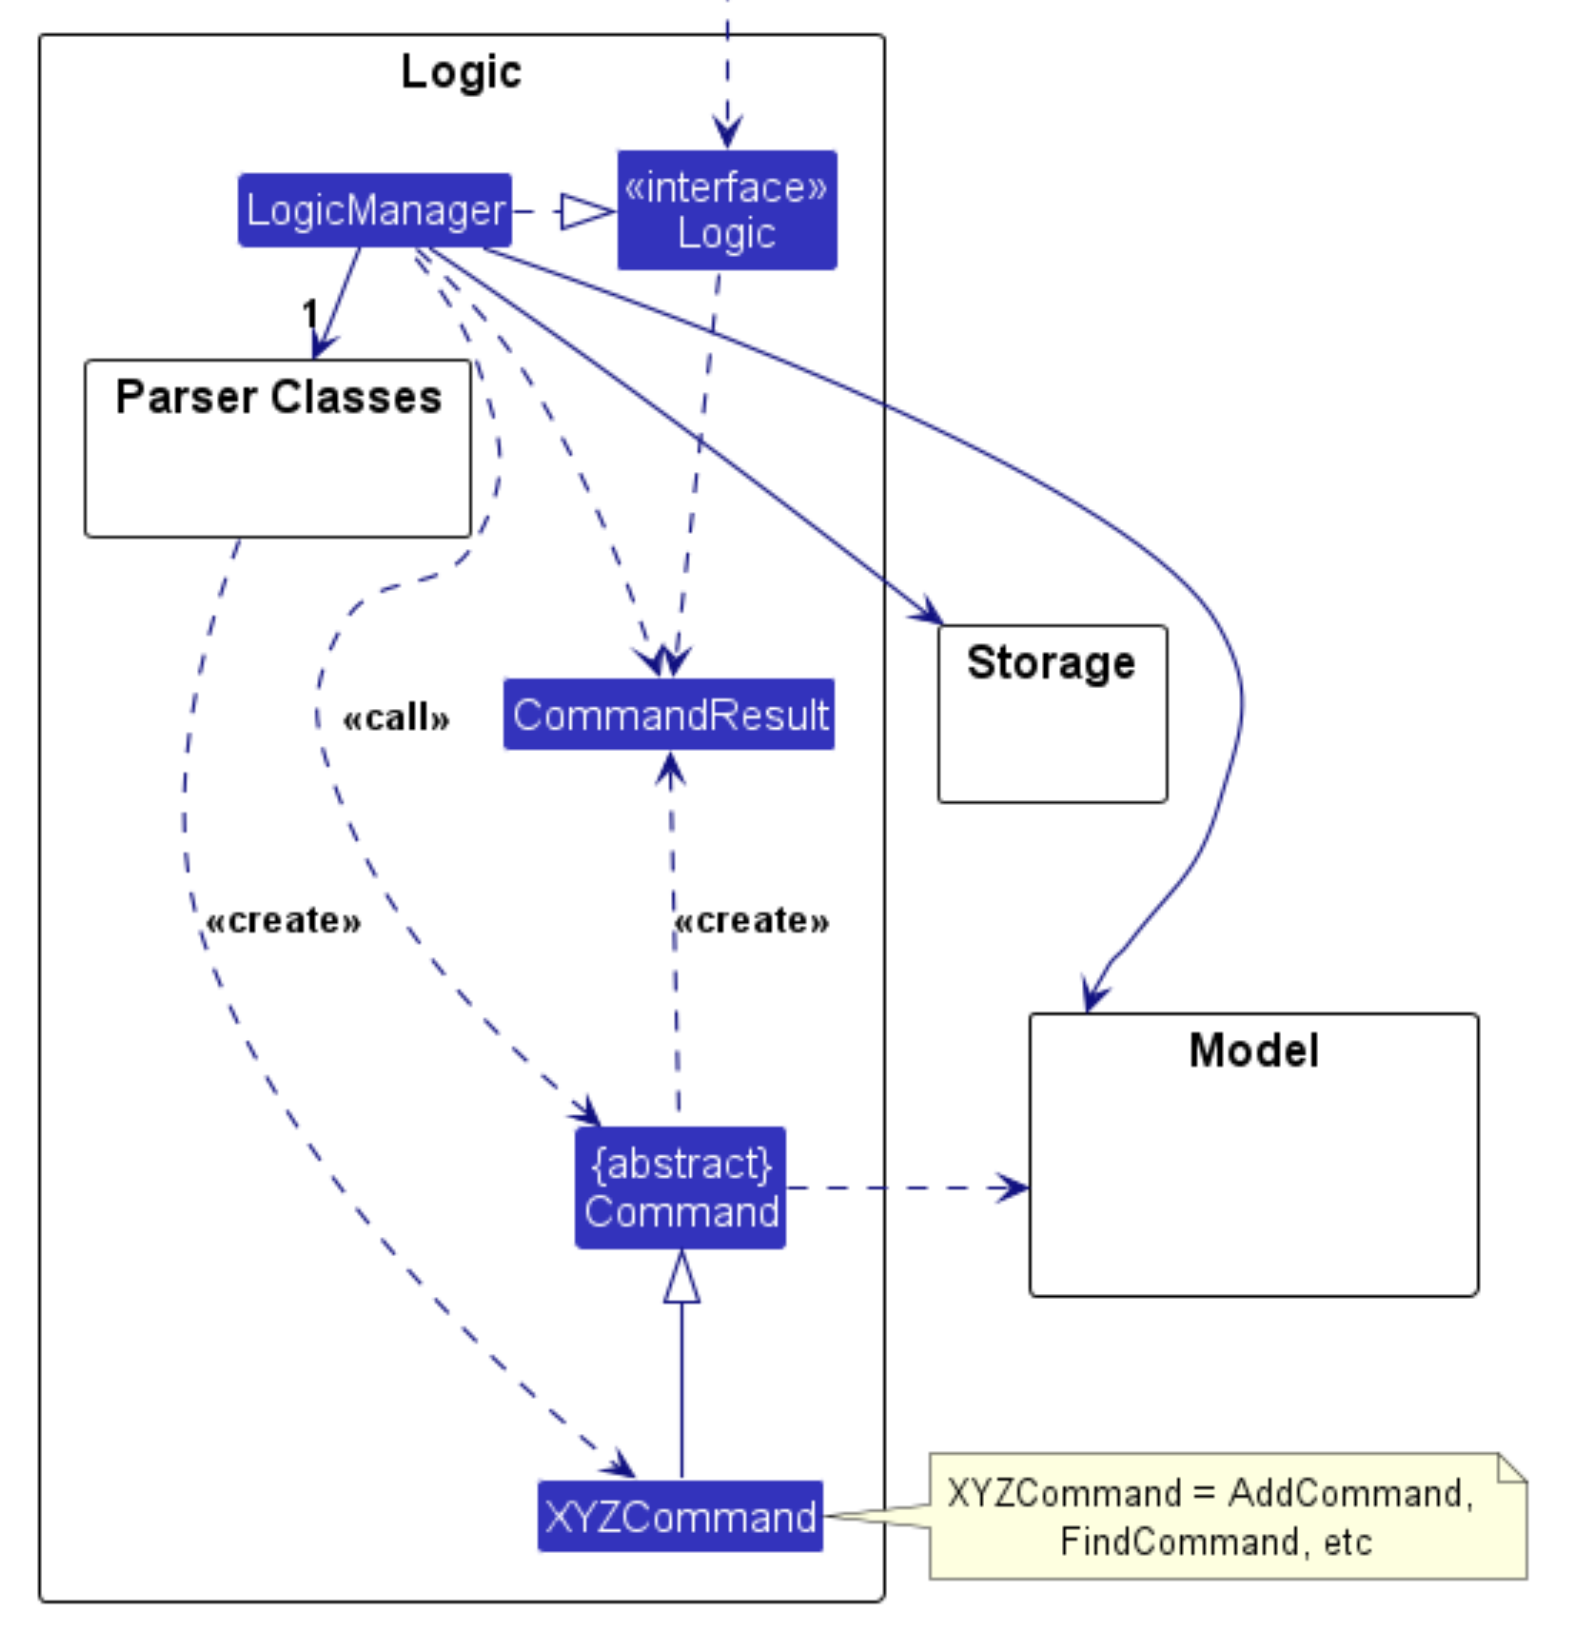 Logic
LogicManager
«interface»
Logic
1
Parser Classes
Storage
CommandResult
«call»
«create»
«create»
Model
{abstract}
Command
XYZCommand
XYZCommand = AddCommand,
FindCommand, etc